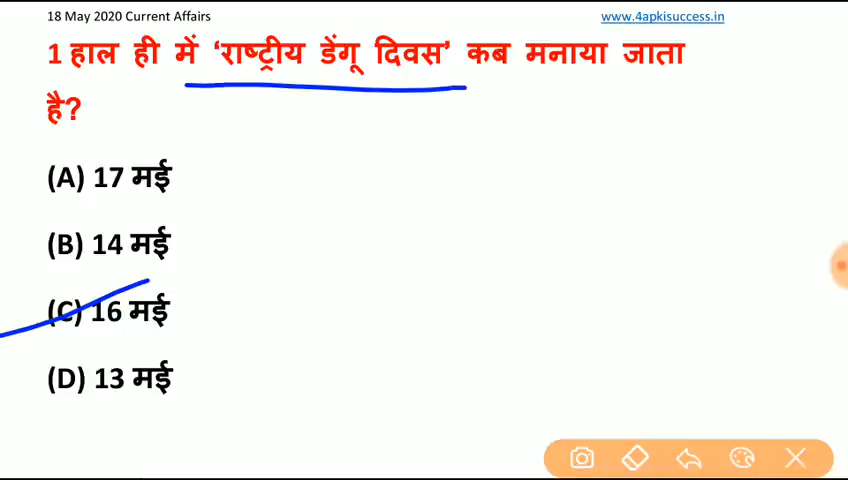 18 May 2020 Current Affairs www.4apkisuccess.in
1 हाल ही में ‘राष्ट्रीय डेंगू दिवस’ कब मनाया जाता
है?
(A) 17 मई
(B) 14 मई
(C) 16 मई
(D) 13 मई